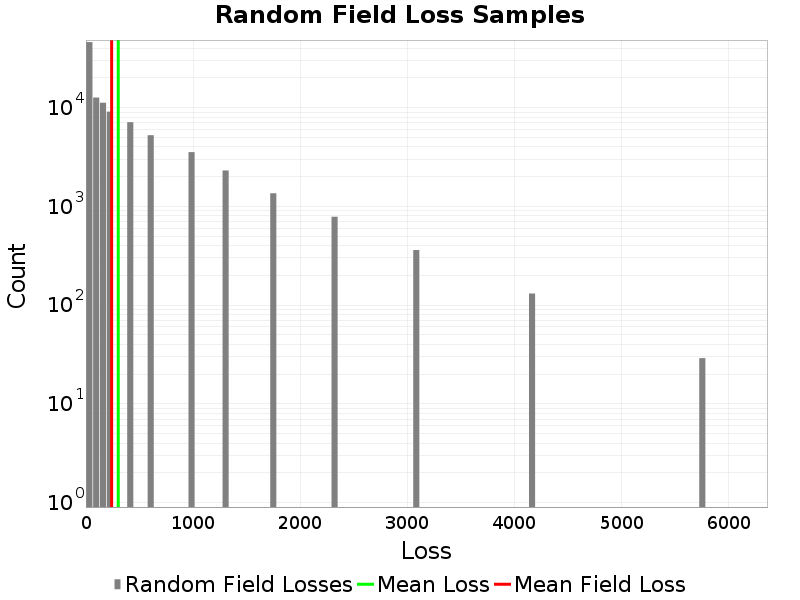 Random Field Loss Samples
Count
10^4
10^3
10^2
10^1
10^0
0 1000 2000 3000 4000 5000 6000
Loss
Random Field Losses Mean Loss Mean Field Loss